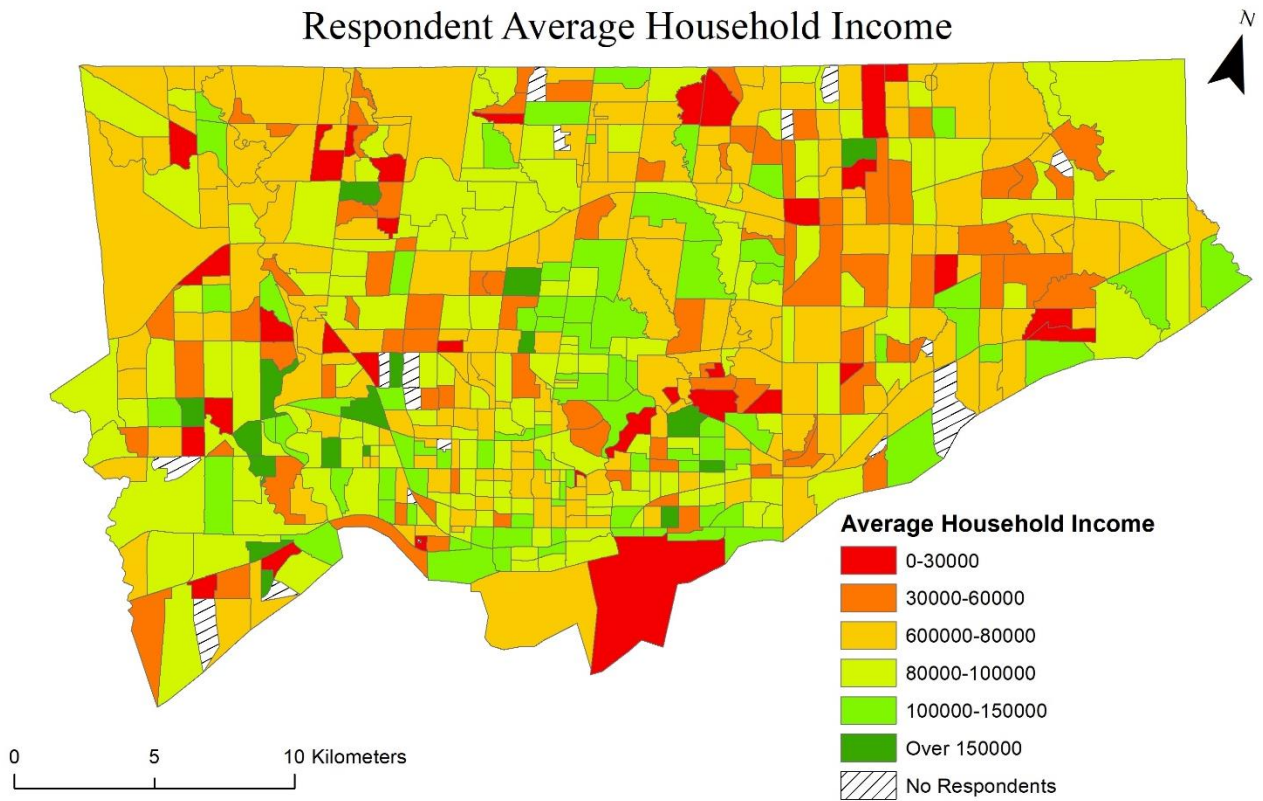 Respondent Average Household Income
N
Average Household Income
0-30000
30000-60000
600000-80000
80000-100000
100000-150000
Over 150000
No Respondents
0 5 10 Kilometers